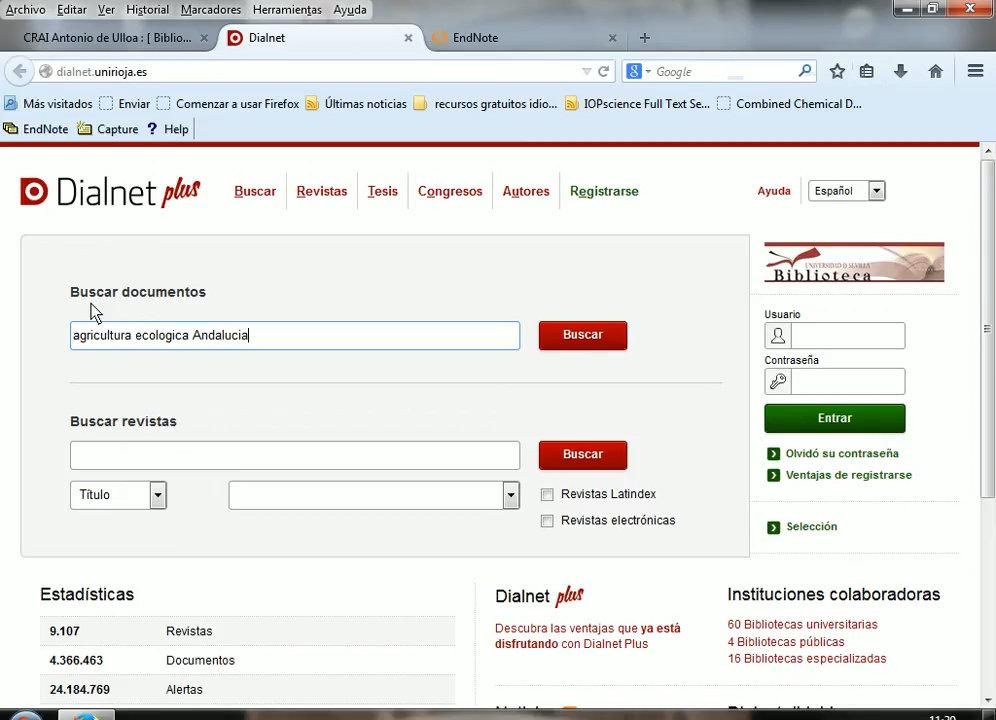 Archivo Editar Ver Historial Marcadores Herramientas Ayuda
CRAI Antonio de Ulloa : [ Biblio...
Dialnet
EndNote
dialnet.unirioja.es
Google
Más visitados
Enviar
Comenzar a usar Firefox
Últimas noticias
recursos gratuitos idio...
IOPscience Full Text Se...
Combined Chemical D...
EndNote
Capture
? Help
Dialnet plus
Buscar
Revistas
Tesis
Congresos
Autores
Registrarse
Ayuda
Español
UNIVERSIDAD D SEVILLA
Biblioteca
Buscar documentos
agricultura ecologica Andalucia
Buscar
Usuario
Contraseña
Entrar
Olvidó su contraseña
Ventajas de registrarse
Selección
Buscar revistas
Buscar
Título
Revistas Latindex
Revistas electrónicas
Estadísticas
9.107 Revistas
4.366.463 Documentos
24.184.769 Alertas
Dialnet plus
Descubra las ventajas que ya está
disfrutando con Dialnet Plus
Instituciones colaboradoras
60 Bibliotecas universitarias
4 Bibliotecas públicas
16 Bibliotecas especializadas